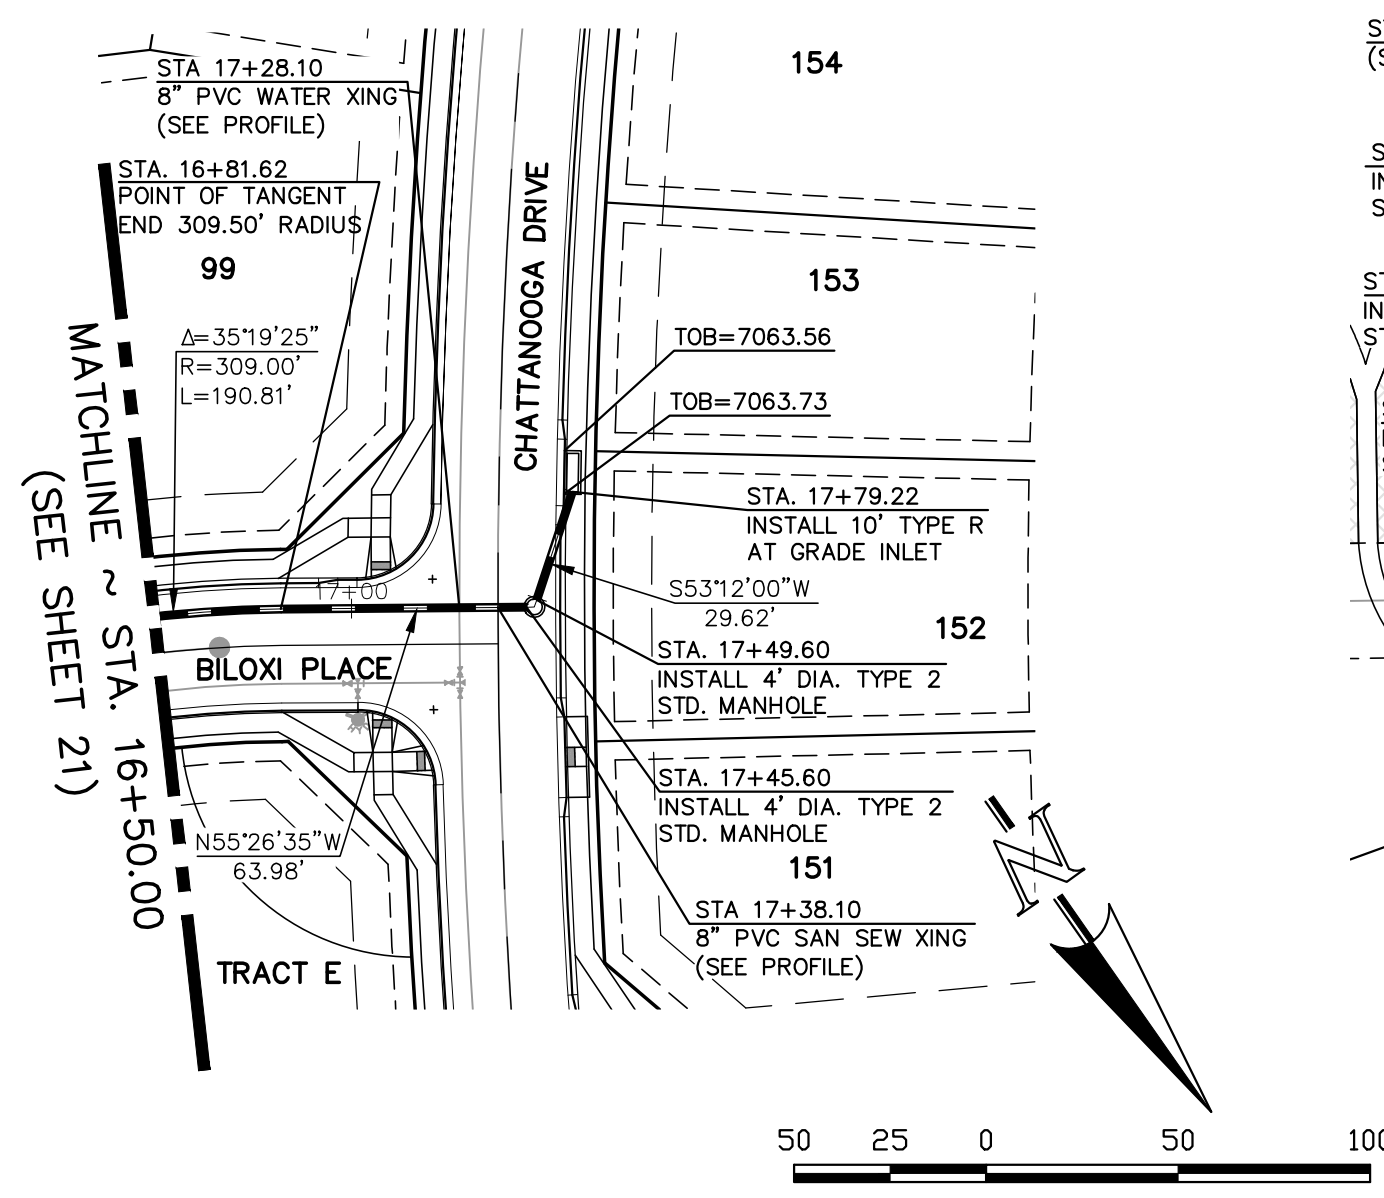 STA 17+28.10
8" PVC WATER XING
(SEE PROFILE)
STA. 16+81.62
POINT OF TANGENT
END 309.50' RADIUS
99
Δ=35°19'25"
R=309.00'
L=190.81'
MATCHLINE ~ STA. 16+50.00
(SEE SHEET 21)
17+00
BILOXI PLACE
N55°26'35"W
63.98'
TRACT E
CHATTANOOGA DRIVE
154
153
TOB=7063.56
TOB=7063.73
STA. 17+79.22
INSTALL 10' TYPE R
AT GRADE INLET
S53°12'00"W
29.62'
152
STA. 17+49.60
INSTALL 4' DIA. TYPE 2
STD. MANHOLE
STA. 17+45.60
INSTALL 4' DIA. TYPE 2
STD. MANHOLE
151
STA 17+38.10
8" PVC SAN SEW XING
(SEE PROFILE)
N
50 25 0 50 100